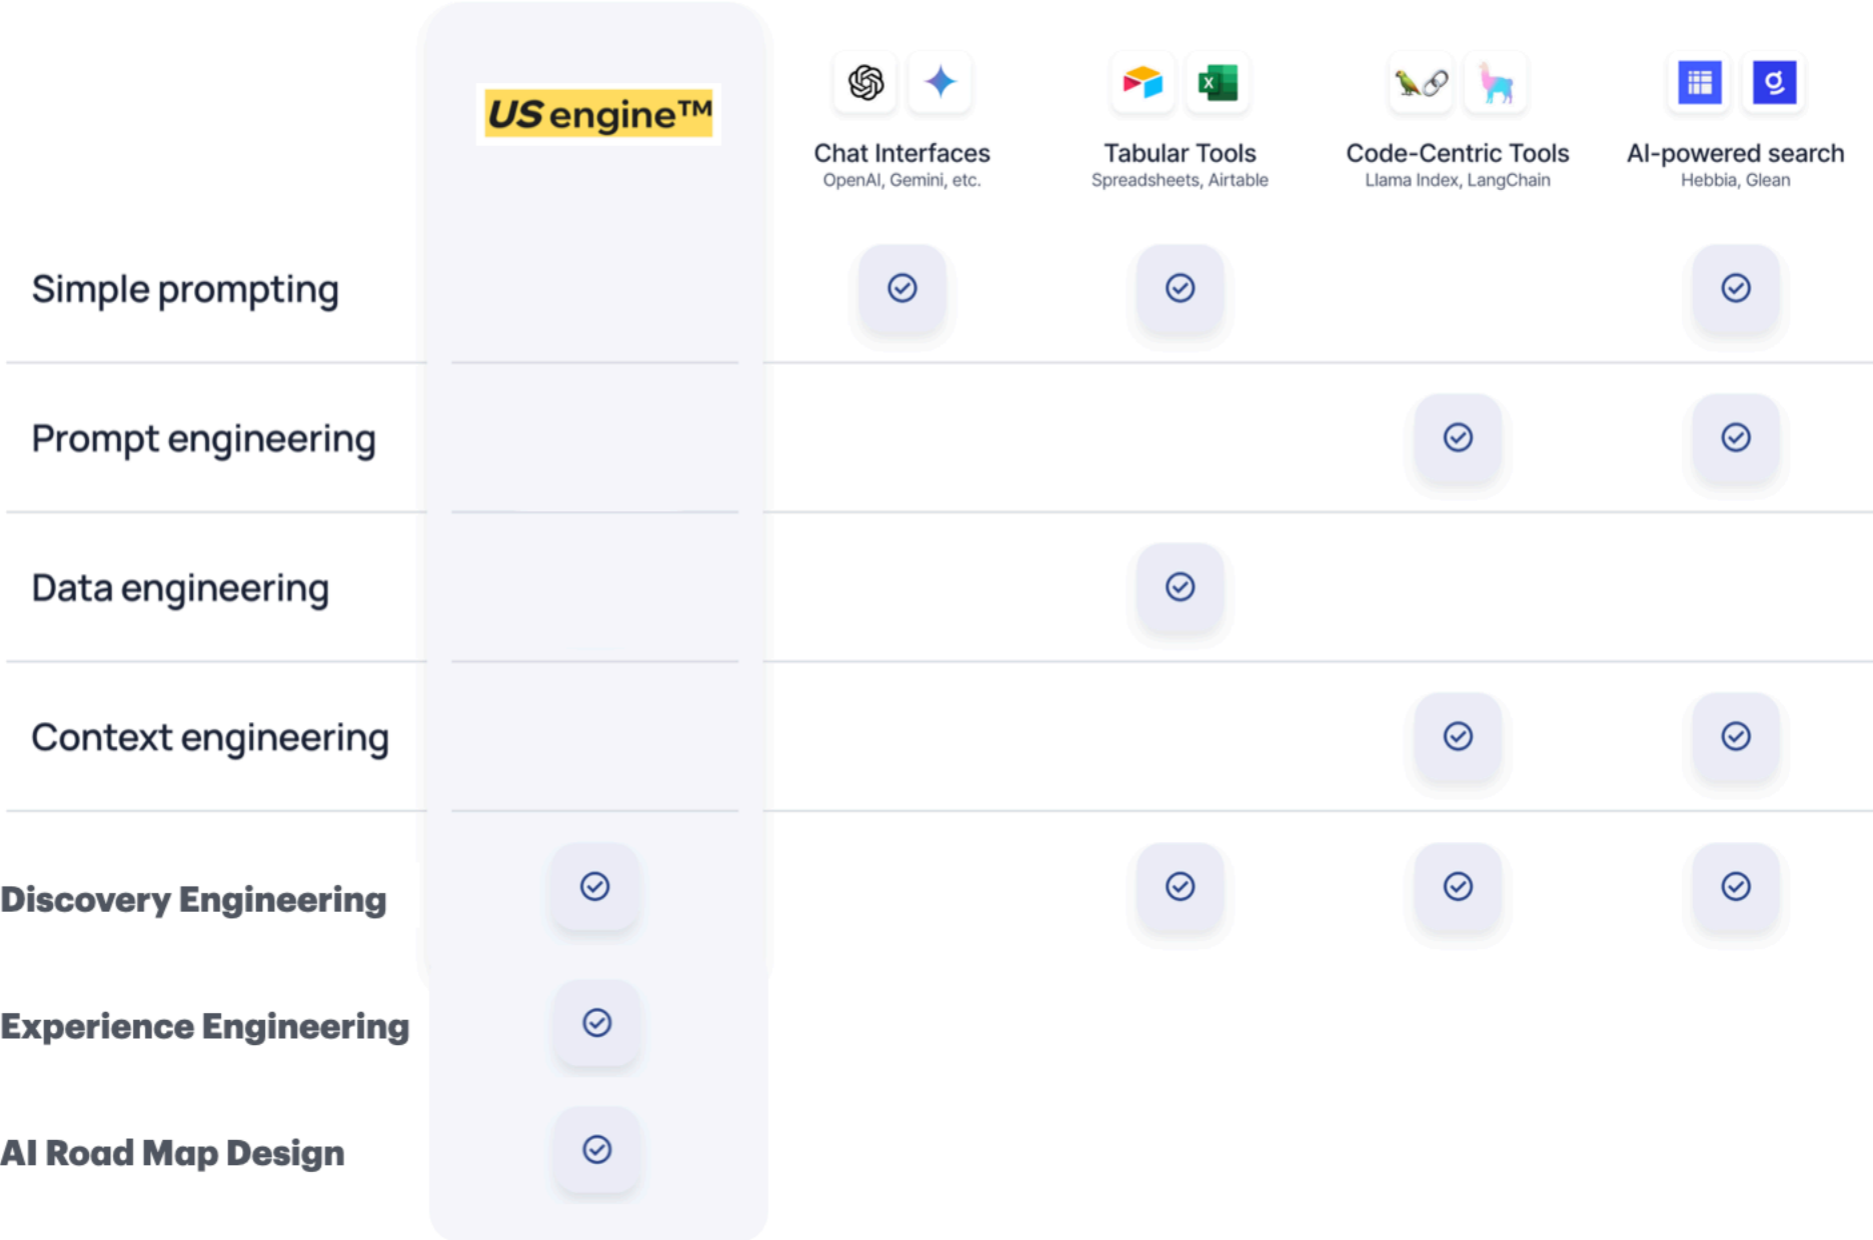 US engine™
Chat Interfaces
OpenAI, Gemini, etc.
Tabular Tools
Spreadsheets, Airtable
Code-Centric Tools
Llama Index, LangChain
AI-powered search
Hebbia, Glean
Simple prompting
Prompt engineering
Data engineering
Context engineering
Discovery Engineering
Experience Engineering
AI Road Map Design